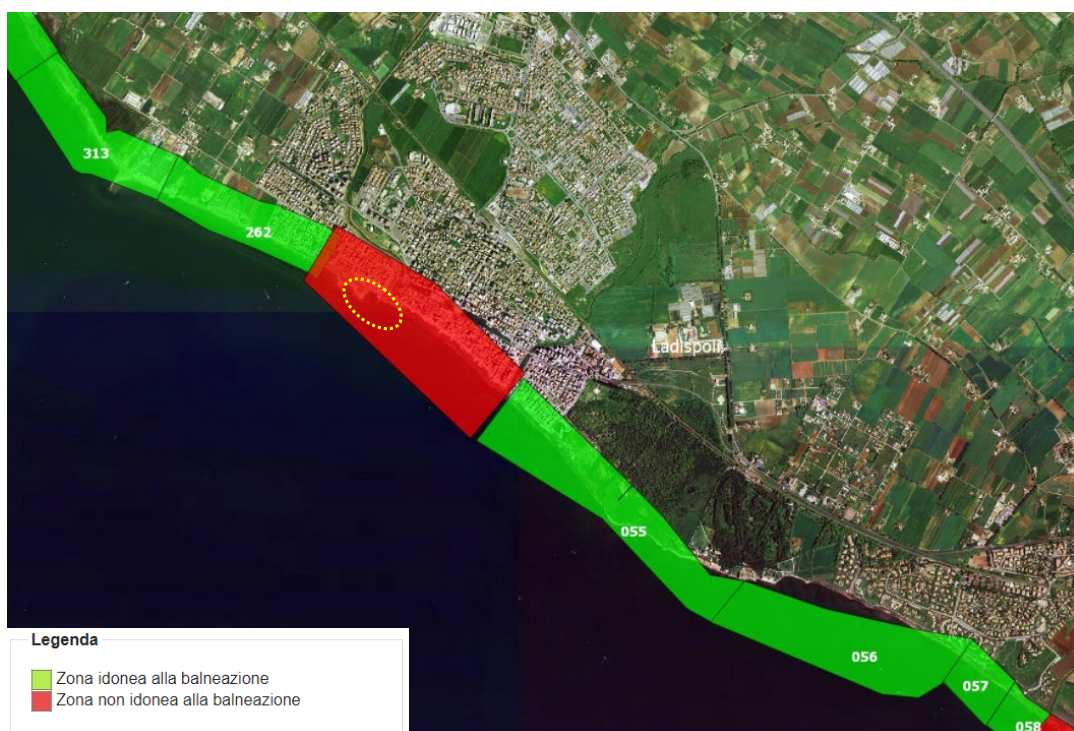 313
262
Ladispoli
055
056
057
058
Legenda
Zona idonea alla balneazione
Zona non idonea alla balneazione